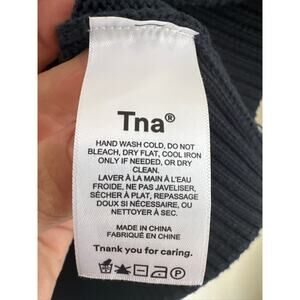 Tna®
HAND WASH COLD, DO NOT
BLEACH, DRY FLAT, COOL IRON
ONLY IF NEEDED, OR DRY
CLEAN.
LAVER À LA MAIN À L'EAU
FROIDE, NE PAS JAVELISER,
SÉCHER À PLAT, REPASSAGE
DOUX SI NÉCESSAIRE, OU
NETTOYER À SEC.
MADE IN CHINA
FABRIQUÉ EN CHINE
Thank you for caring.